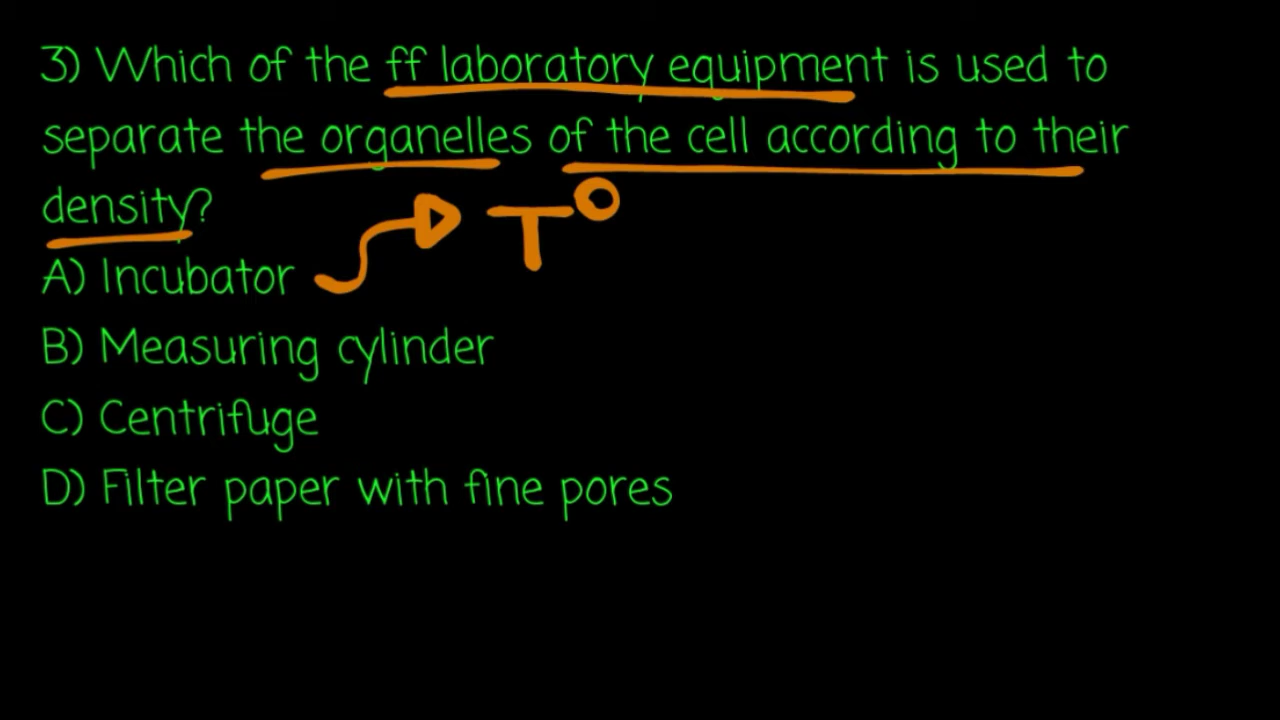 3) Which of the ff laboratory equipment is used to
separate the organelles of the cell according to their
density?
T°
A) Incubator
B) Measuring cylinder
C) Centrifuge
D) Filter paper with fine pores